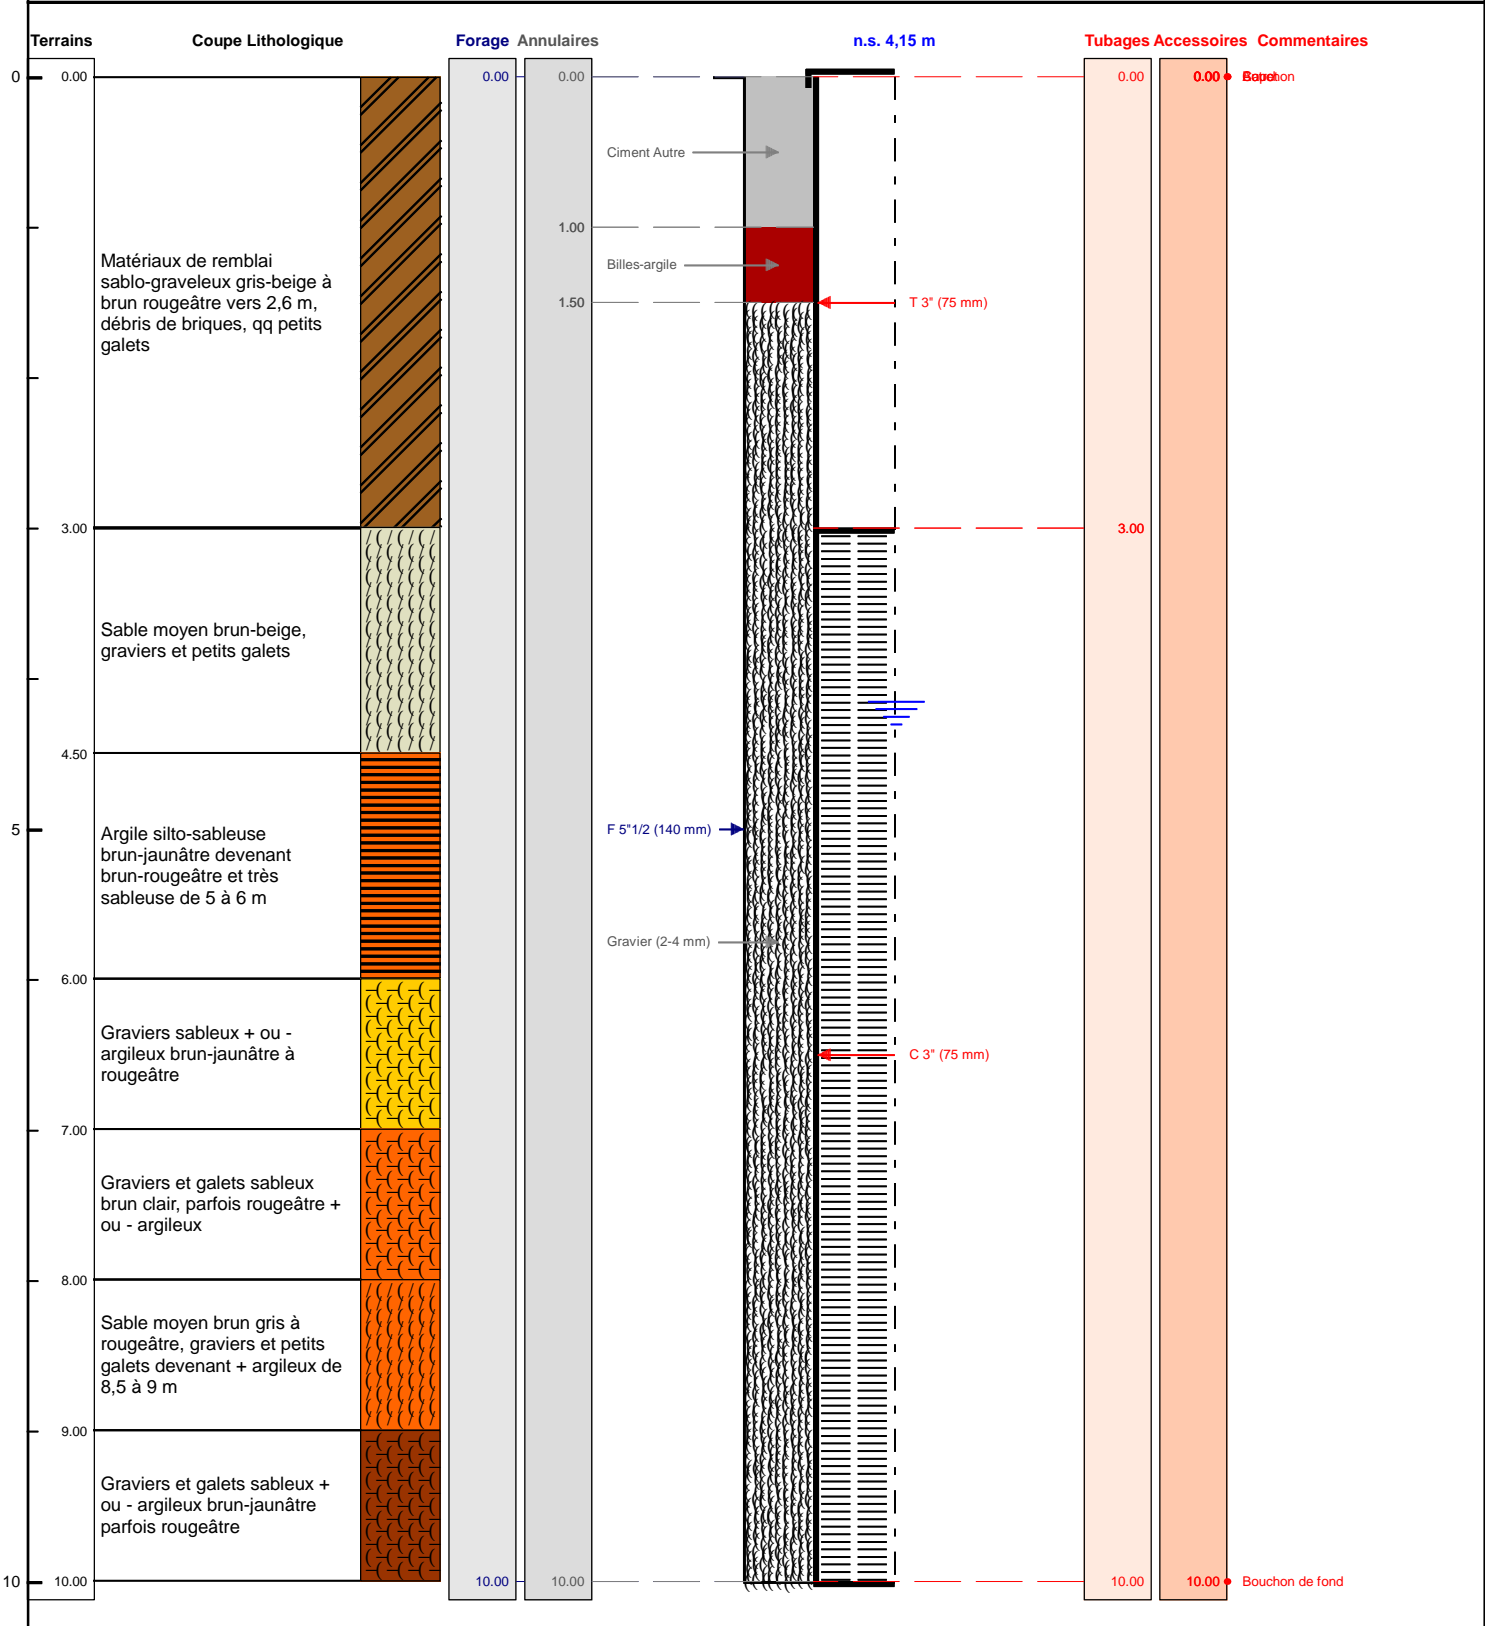 Terrains Coupe Lithologique Forage Annulaires n.s. 4,15 m Tubages Accessoires Commentaires
0 0.00 0.00 0.00 0.00 0.00
Ciment Autre
1.00
Matériaux de remblai
sablo-graveleux gris-beige à
brun rougeâtre vers 2,6 m,
débris de briques, qq petits
galets
Billes-argile
1.50
T 3" (75 mm)
3.00 3.00
Sable moyen brun-beige,
graviers et petits galets
4.50
5
F 5"1/2 (140 mm)
Argile silto-sableuse
brun-jaunâtre devenant
brun-rougeâtre et très
sableuse de 5 à 6 m
Gravier (2-4 mm)
6.00
Graviers sableux + ou -
argileux brun-jaunâtre à
rougeâtre
C 3" (75 mm)
7.00
Graviers et galets sableux
brun clair, parfois rougeâtre +
ou - argileux
8.00
Sable moyen brun gris à
rougeâtre, graviers et petits
galets devenant + argileux de
8,5 à 9 m
9.00
Graviers et galets sableux +
ou - argileux brun-jaunâtre
parfois rougeâtre
10 10.00 10.00 10.00 10.00 10.00 Bouchon de fond